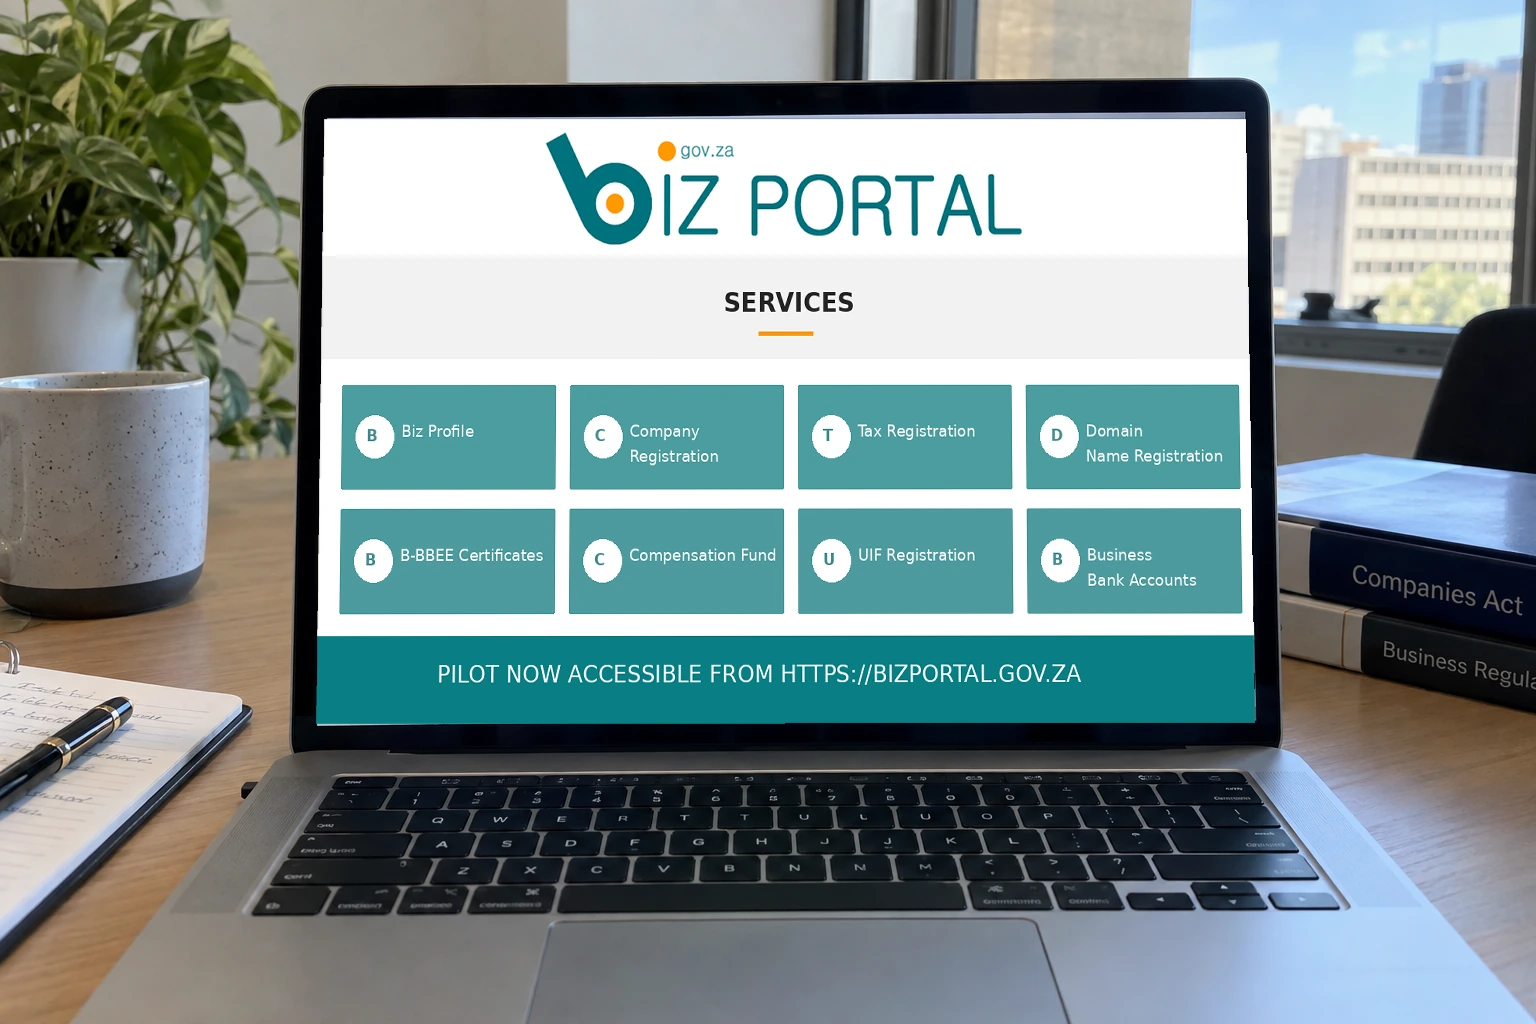 gov.za
biz PORTAL
SERVICES
B Biz Profile
C Company
Registration
T Tax Registration
D Domain
Name Registration
B B-BBEE Certificates
C Compensation Fund
U UIF Registration
B Business
Bank Accounts
PILOT NOW ACCESSIBLE FROM HTTPS://BIZPORTAL.GOV.ZA
Companies Act
Business
Q W E R T T U L U O P
A S D F G H J J K L
Z X C V B N N M